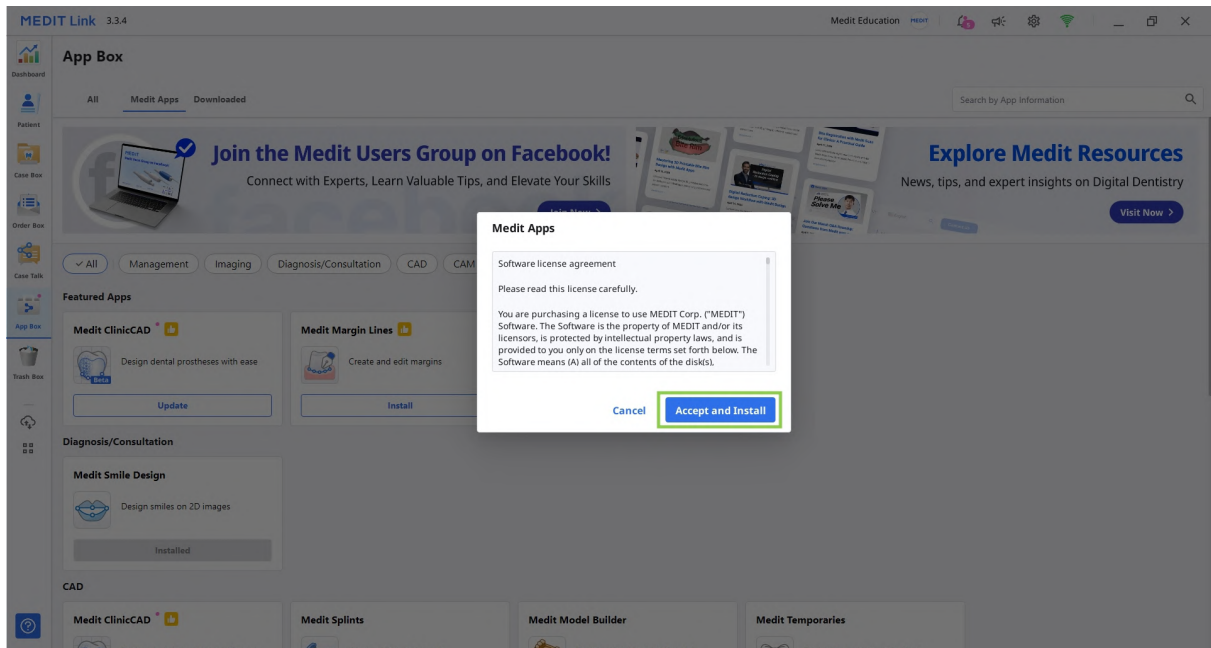 MEDIT Link 3.3.4
Medit Education MEDIT
Dashboard
Patient
Case Box
Order Box
Case Talk
App Box
Trash Box
App Box
All Medit Apps Downloaded
Search by App Information
Join the Medit Users Group on Facebook!
Connect with Experts, Learn Valuable Tips, and Elevate Your Skills
Join Now >
Please Solve Me
Explore Medit Resources
News, tips, and expert insights on Digital Dentistry
Visit Now >
All Management Imaging Diagnosis/Consultation CAD CAM
Featured Apps
Medit ClinicCAD
Beta
Design dental prostheses with ease
Update
Medit Margin Lines
Create and edit margins
Install
Diagnosis/Consultation
Medit Smile Design
Design smiles on 2D images
Installed
CAD
Medit ClinicCAD
Medit Splints
Medit Model Builder
Medit Temporaries
Medit Apps
Software license agreement
Please read this license carefully.
You are purchasing a license to use MEDIT Corp. ("MEDIT")
Software. The Software is the property of MEDIT and/or its
licensors, is protected by intellectual property laws, and is
provided to you only on the license terms set forth below. The
Software means (A) all of the contents of the disk(s),
Cancel
Accept and Install